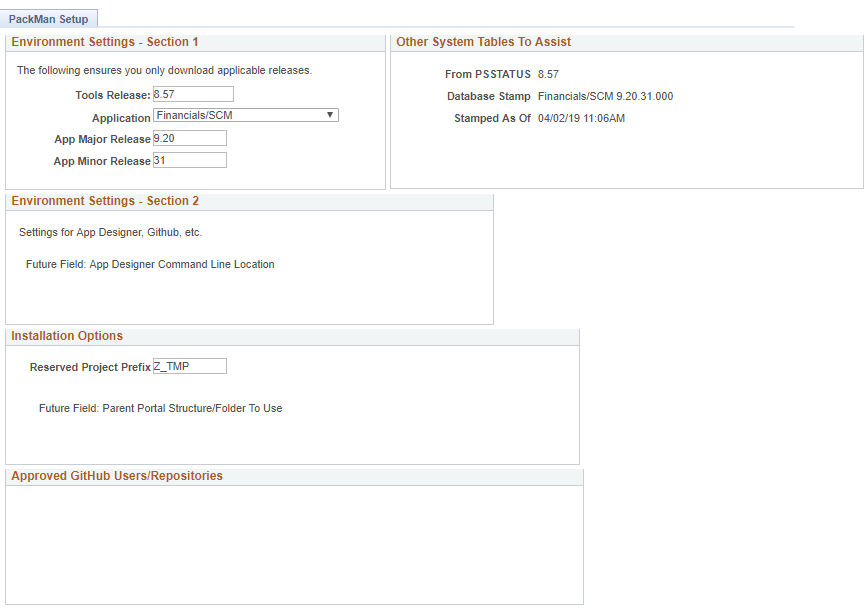 PackMan Setup
Environment Settings - Section 1
The following ensures you only download applicable releases.
Tools Release: 8.57
Application Financials/SCM
App Major Release 9.20
App Minor Release 31
Other System Tables To Assist
From PSSTATUS 8.57
Database Stamp Financials/SCM 9.20.31.000
Stamped As Of 04/02/19 11:06AM
Environment Settings - Section 2
Settings for App Designer, Github, etc.
Future Field: App Designer Command Line Location
Installation Options
Reserved Project Prefix Z_TMP
Future Field: Parent Portal Structure/Folder To Use
Approved GitHub Users/Repositories